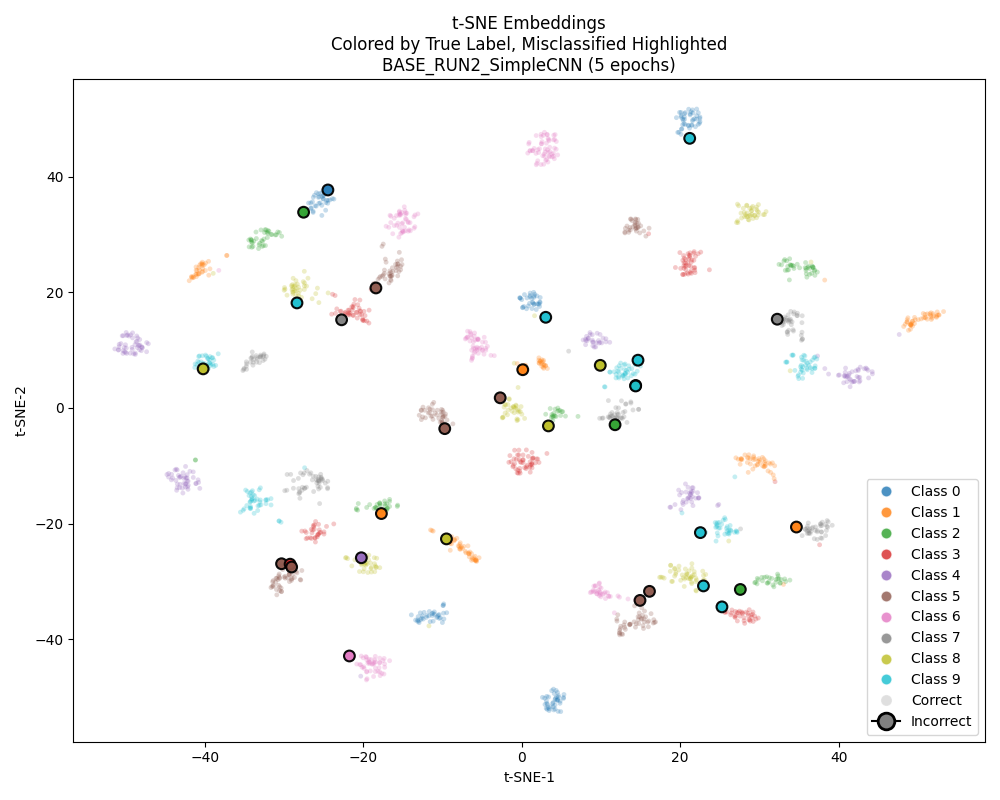 t-SNE Embeddings
Colored by True Label, Misclassified Highlighted
BASE_RUN2_SimpleCNN (5 epochs)
t-SNE-2
40
20
0
−20
−40
−40
−20
0
20
40
t-SNE-1
Class 0
Class 1
Class 2
Class 3
Class 4
Class 5
Class 6
Class 7
Class 8
Class 9
Correct
Incorrect